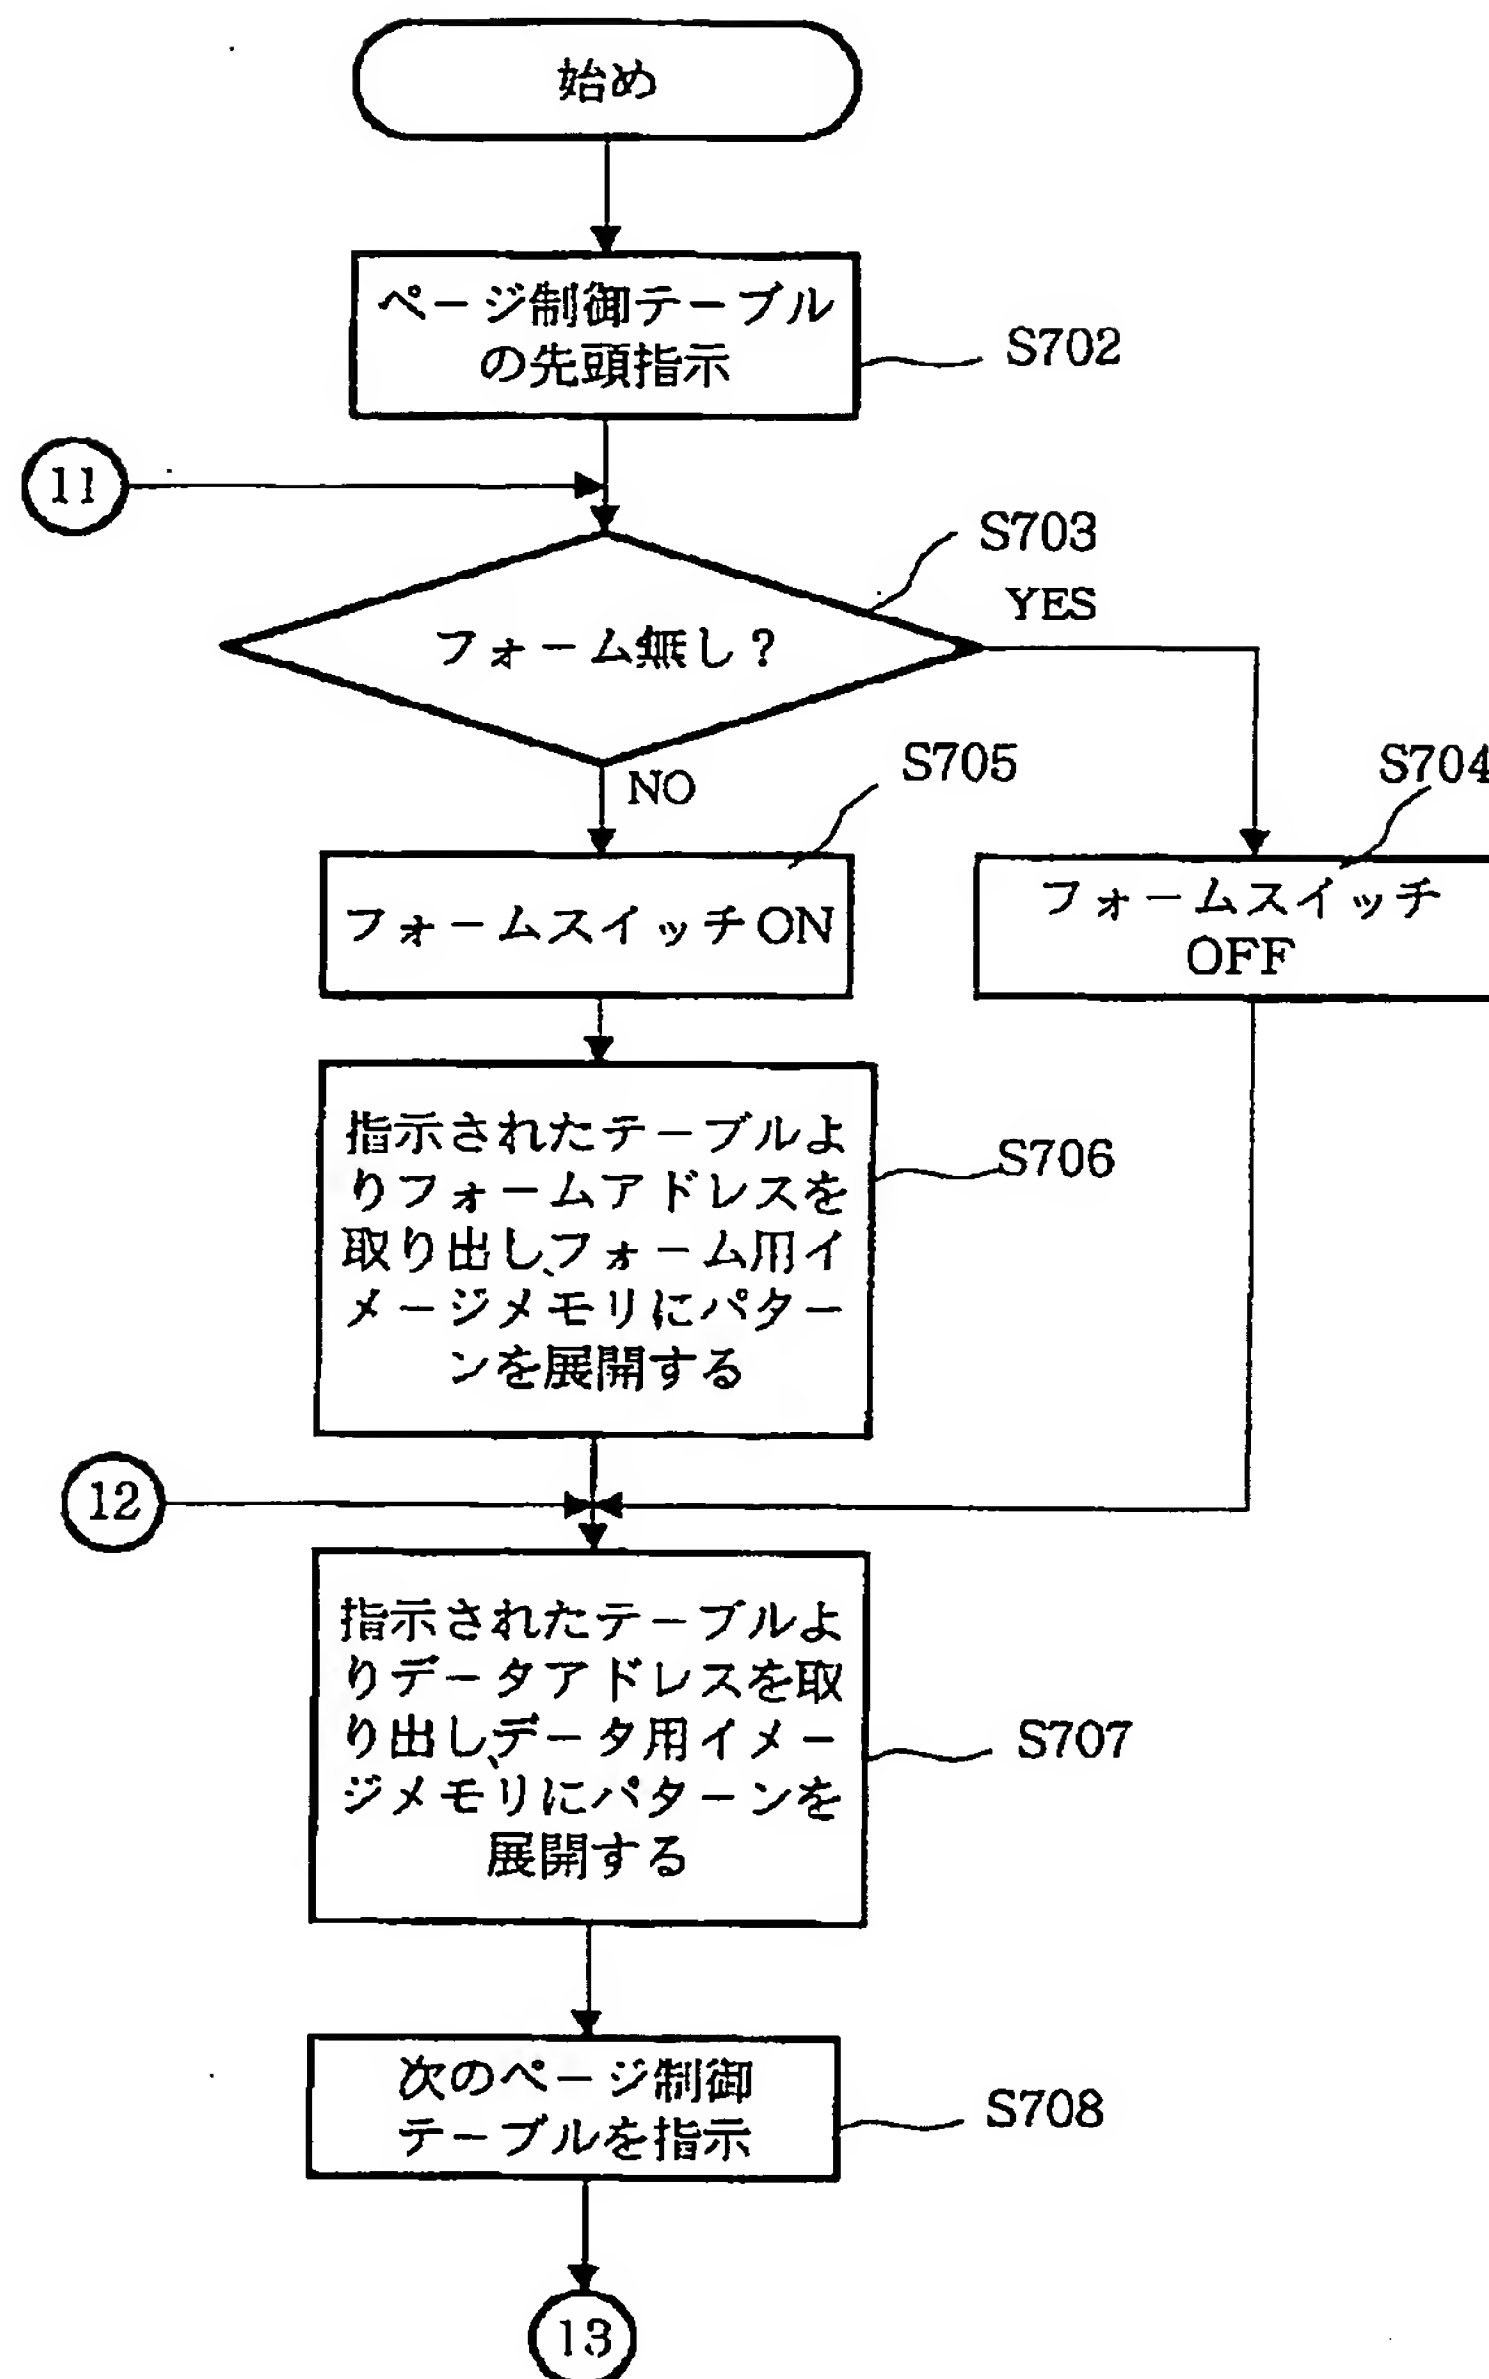 始め
ページ制御テーブル
の先頭指示
S702
11
S703
YES
フォーム無し？
S705
S704
NO
フォームスイッチON
フォームスイッチ
OFF
指示されたテーブルよ
りフォームアドレスを
取り出し、フォーム用イ
メージメモリにパター
ンを展開する
S706
12
指示されたテーブルよ
りデータアドレスを取
り出し、データ用イメー
ジメモリにパターンを
展開する
S707
次のページ制御
テーブルを指示
S708
13